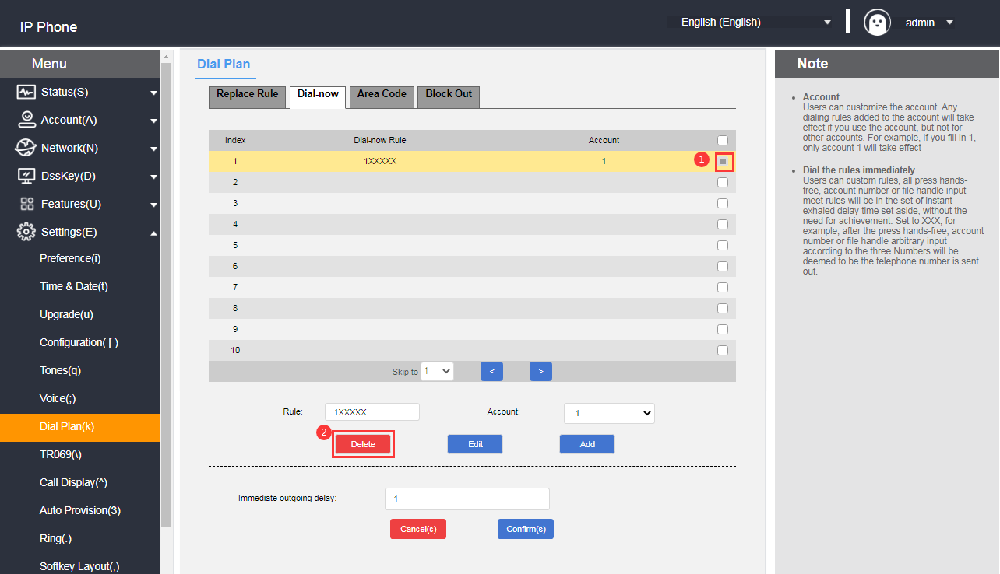 IP Phone
English (English)
admin
Menu
Status(S)
Account(A)
Network(N)
DssKey(D)
Features(U)
Settings(E)
Preference(i)
Time & Date(t)
Upgrade(u)
Configuration( [ )
Tones(q)
Voice(;)
Dial Plan(k)
TR069(\)
Call Display(^)
Auto Provision(3)
Ring(.)
Softkey Layout(,)
Dial Plan
Replace Rule Dial-now Area Code Block Out
Index Dial-now Rule Account
1 1XXXXX 1 1
2
3
4
5
6
7
8
9
10
Skip to 1 < >
Rule: 1XXXXX Account: 1
2
Delete Edit Add
Immediate outgoing delay: 1
Cancel(c) Confirm(s)
Note
• Account
Users can customize the account. Any
dialing rules added to the account will take
effect if you use the account, but not for
other accounts. For example, if you fill in 1,
only account 1 will take effect
• Dial the rules immediately
Users can custom rules, all press hands-
free, account number or file handle input
meet rules will be in the set of instant
exhaled delay time set aside, without the
need for achievement. Set to XXX, for
example, after the press hands-free, account
number or file handle arbitrary input
according to the three Numbers will be
deemed to be the telephone number is sent
out.